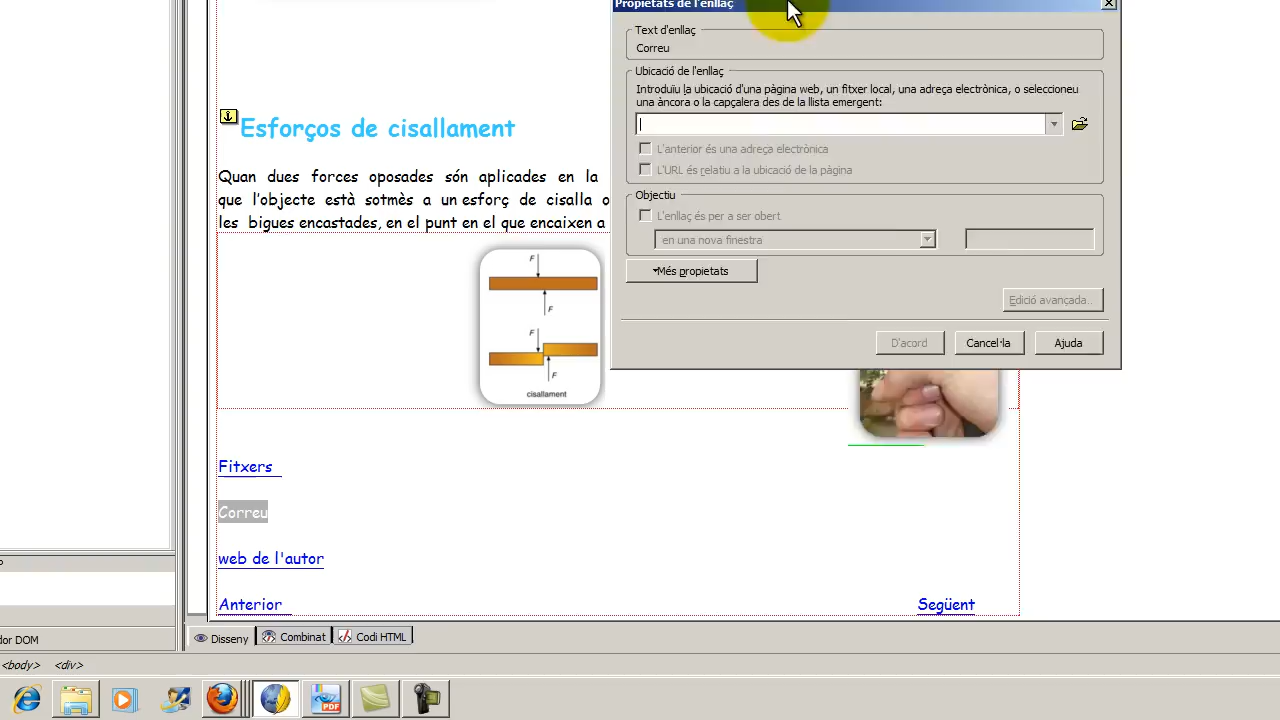 Propietats de l'enllaç
Text d'enllaç
Correu
Ubicació de l'enllaç
Introduïu la ubicació d'una pàgina web, un fitxer local, una adreça electrònica, o seleccioneu
una àncora o la capçalera des de la llista emergent:
L'anterior és una adreça electrònica
L'URL és relatiu a la ubicació de la pàgina
Objectiu
L'enllaç és per a ser obert
en una nova finestra
Més propietats
Edició avançada..
D'acord
Cancel·la
Ajuda
Esforços de cisallament
Quan dues forces oposades són aplicades en la
que l'objecte està sotmès a un esforç de cisalla o
les bigues encastades, en el punt en el que encaixen a
F
F
F
F
cisallament
Fitxers
Correu
web de l'autor
Anterior
Següent
dor DOM
Disseny
Combinat
Codi HTML
<body>
<div>
PDF